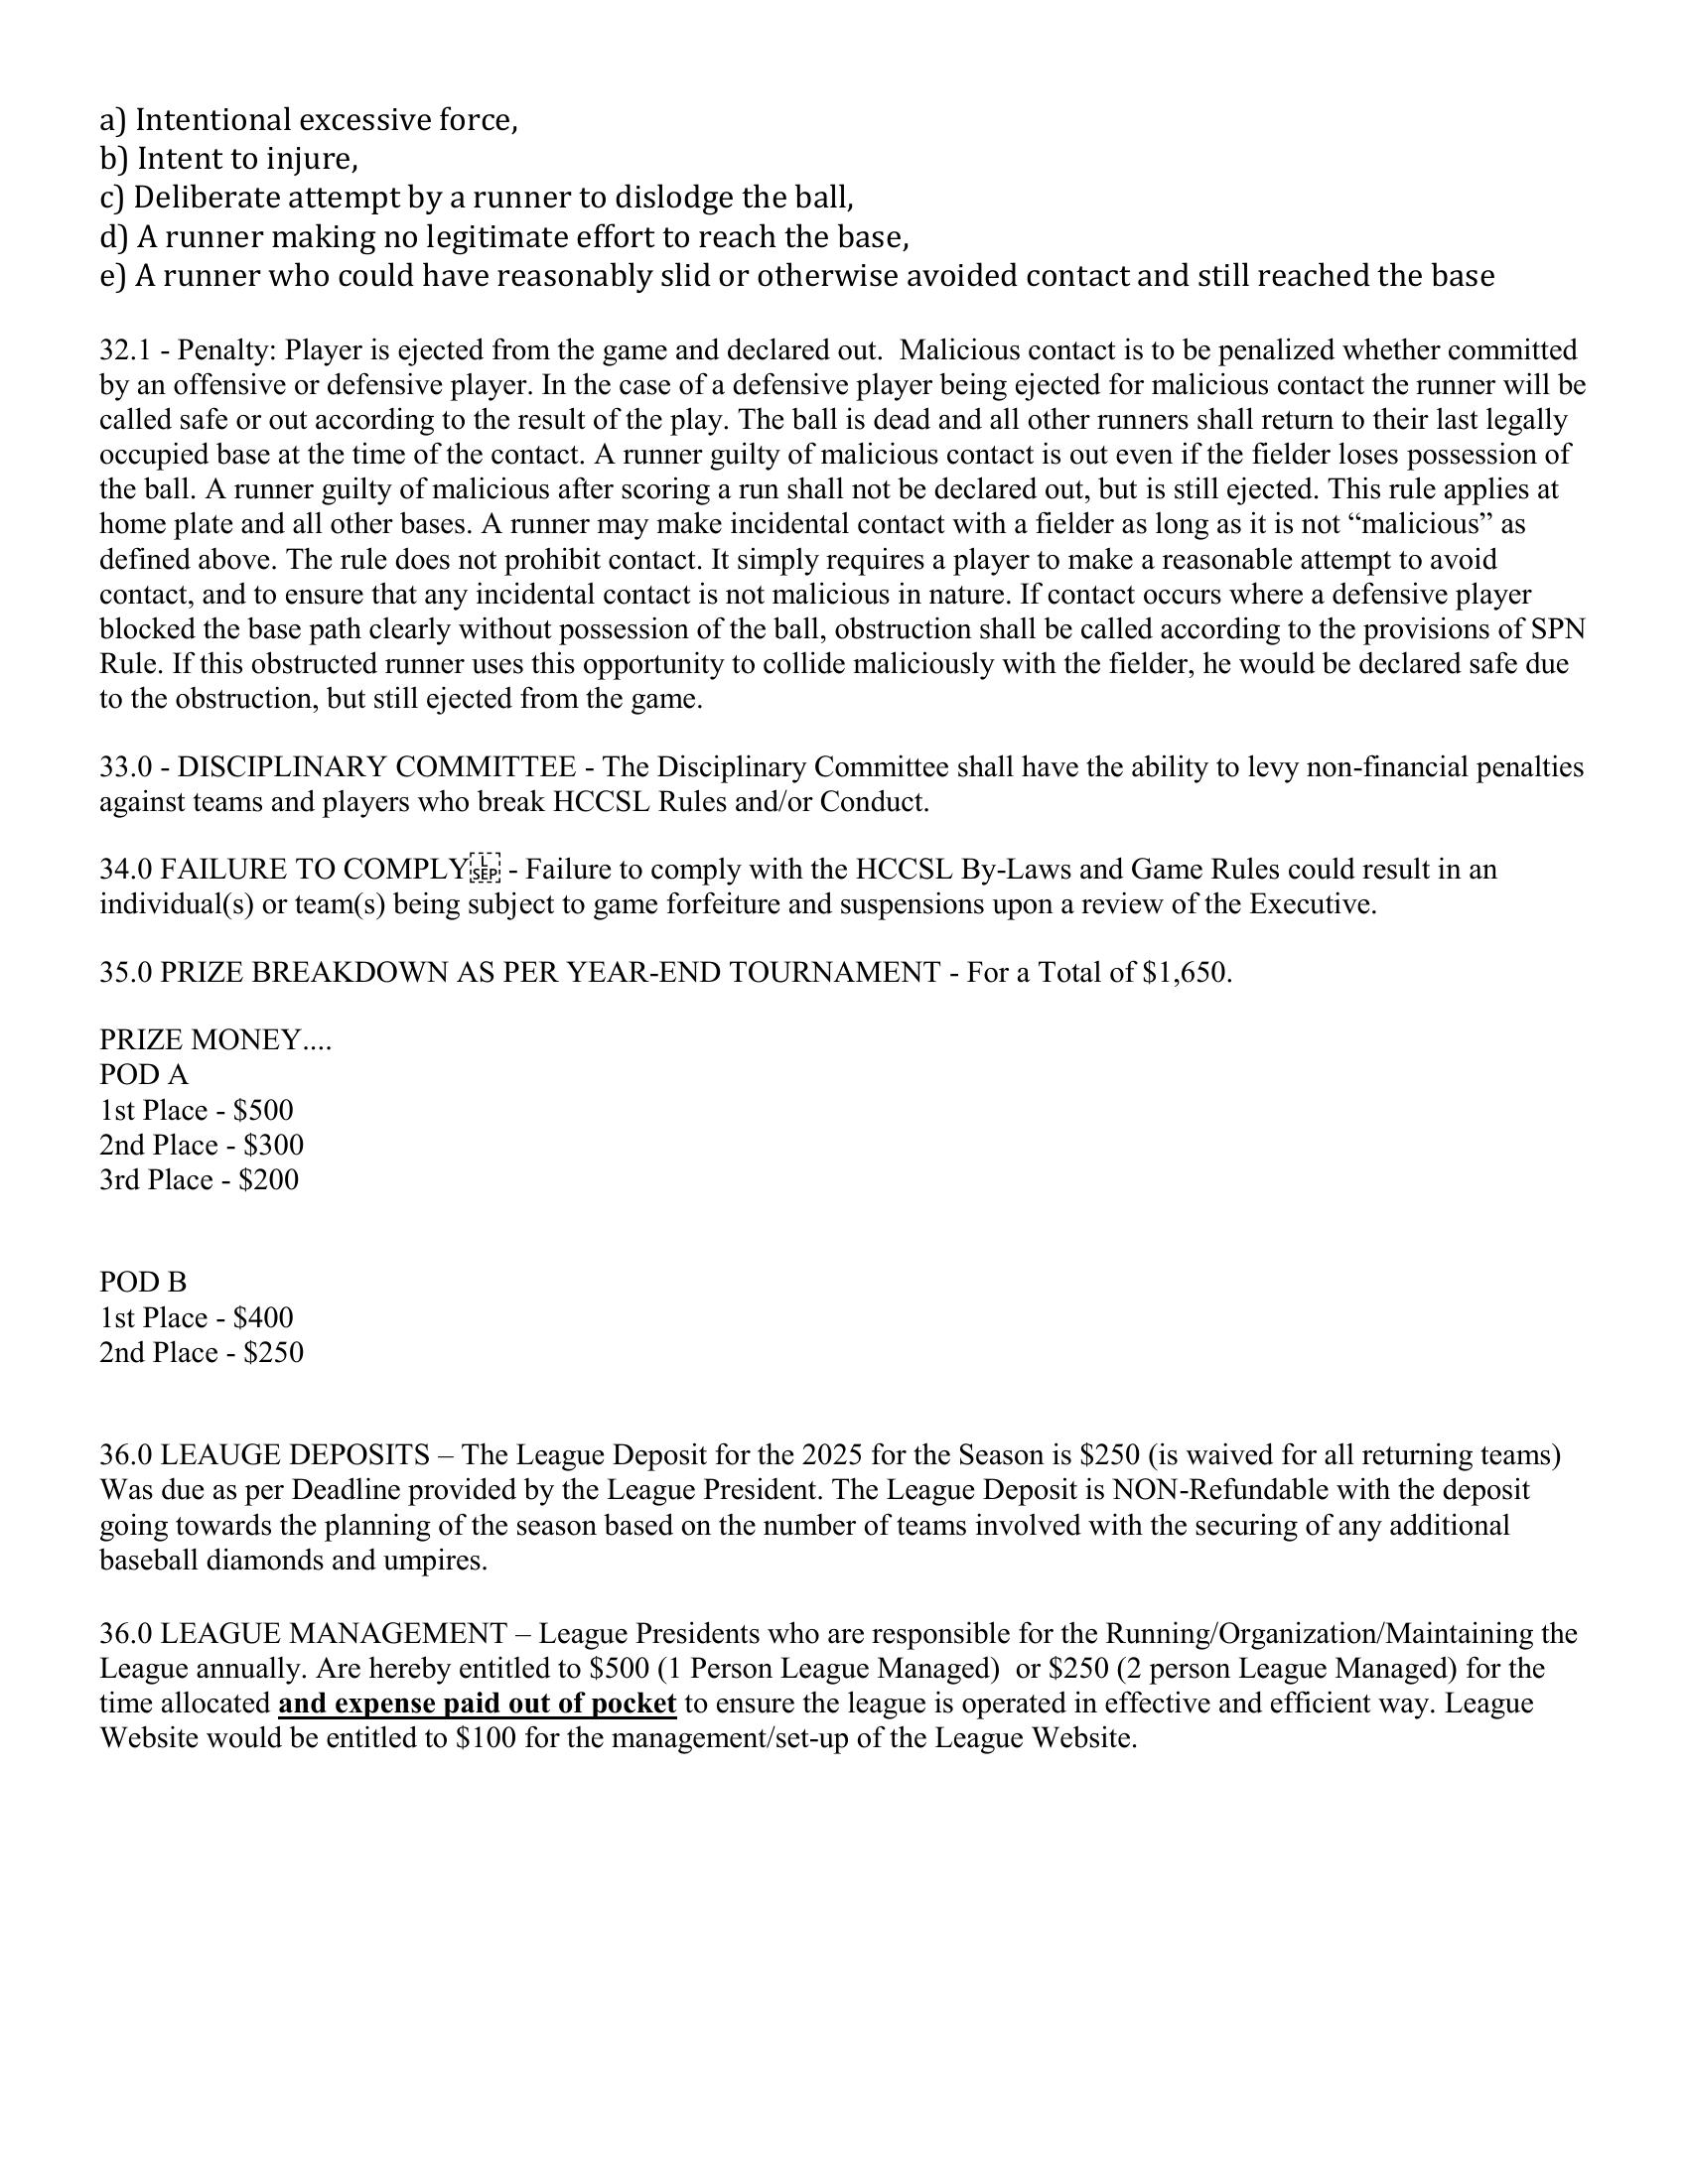 a) Intentional excessive force,
b) Intent to injure,
c) Deliberate attempt by a runner to dislodge the ball,
d) A runner making no legitimate effort to reach the base,
e) A runner who could have reasonably slid or otherwise avoided contact and still reached the base
32.1 - Penalty: Player is ejected from the game and declared out.  Malicious contact is to be penalized whether committed
by an offensive or defensive player. In the case of a defensive player being ejected for malicious contact the runner will be
called safe or out according to the result of the play. The ball is dead and all other runners shall return to their last legally
occupied base at the time of the contact. A runner guilty of malicious contact is out even if the fielder loses possession of
the ball. A runner guilty of malicious after scoring a run shall not be declared out, but is still ejected. This rule applies at
home plate and all other bases. A runner may make incidental contact with a fielder as long as it is not “malicious” as
defined above. The rule does not prohibit contact. It simply requires a player to make a reasonable attempt to avoid
contact, and to ensure that any incidental contact is not malicious in nature. If contact occurs where a defensive player
blocked the base path clearly without possession of the ball, obstruction shall be called according to the provisions of SPN
Rule. If this obstructed runner uses this opportunity to collide maliciously with the fielder, he would be declared safe due
to the obstruction, but still ejected from the game.
33.0 - DISCIPLINARY COMMITTEE - The Disciplinary Committee shall have the ability to levy non-financial penalties
against teams and players who break HCCSL Rules and/or Conduct.
34.0 FAILURE TO COMPLY L SEP - Failure to comply with the HCCSL By-Laws and Game Rules could result in an
individual(s) or team(s) being subject to game forfeiture and suspensions upon a review of the Executive.
35.0 PRIZE BREAKDOWN AS PER YEAR-END TOURNAMENT - For a Total of $1,650.
PRIZE MONEY....
POD A
1st Place - $500
2nd Place - $300
3rd Place - $200
POD B
1st Place - $400
2nd Place - $250
36.0 LEAUGE DEPOSITS – The League Deposit for the 2025 for the Season is $250 (is waived for all returning teams)
Was due as per Deadline provided by the League President. The League Deposit is NON-Refundable with the deposit
going towards the planning of the season based on the number of teams involved with the securing of any additional
baseball diamonds and umpires.
36.0 LEAGUE MANAGEMENT – League Presidents who are responsible for the Running/Organization/Maintaining the
League annually. Are hereby entitled to $500 (1 Person League Managed)  or $250 (2 person League Managed) for the
time allocated and expense paid out of pocket to ensure the league is operated in effective and efficient way. League
Website would be entitled to $100 for the management/set-up of the League Website.